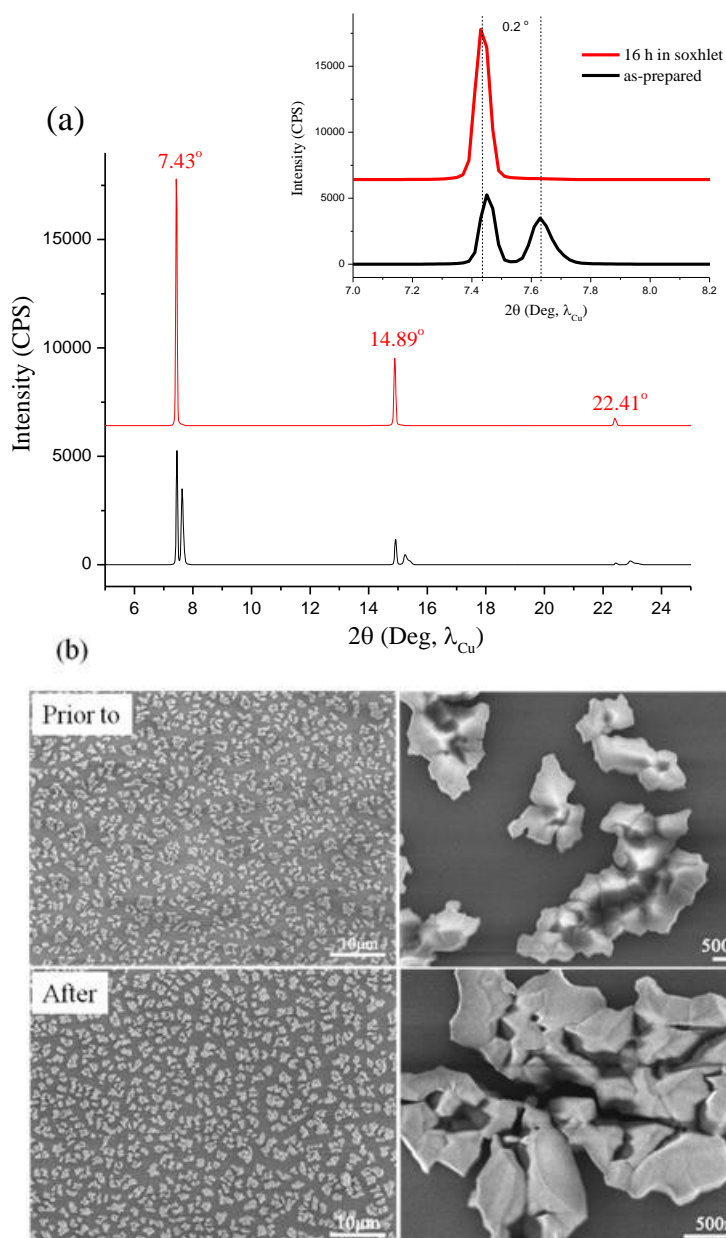 (a)
0.2 °
16 h in soxhlet
as-prepared
Intensity (CPS)
15000
10000
5000
0
7.0 7.2 7.4 7.6 7.8 8.0 8.2
2θ (Deg, λCu)
7.43°
14.89°
22.41°
Intensity (CPS)
15000
10000
5000
0
6 8 10 12 14 16 18 20 22 24
2θ (Deg, λCu)
(b)
Prior to
10μm
500
After
10μm
500